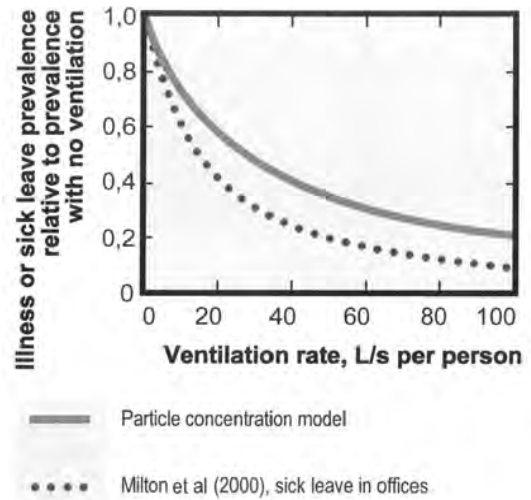 Illness or sick leave prevalence
relative to prevalence
with no ventilation
1,0
0,8
0,6
0,4
0,2
0
0 20 40 60 80 100
Ventilation rate, L/s per person
Particle concentration model
Milton et al (2000), sick leave in offices